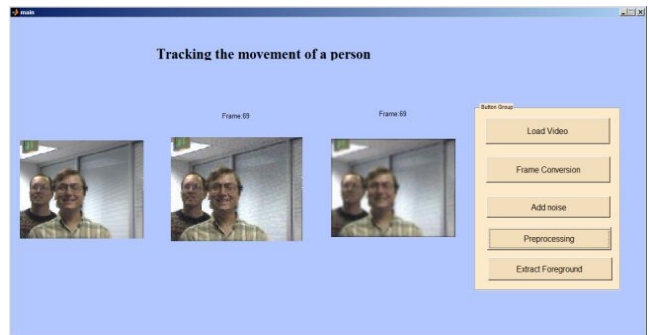 main
Tracking the movement of a person
Frame:69
Frame:69
Button Group
Load Video
Frame Conversion
Add noise
Preprocessing
Extract Foreground